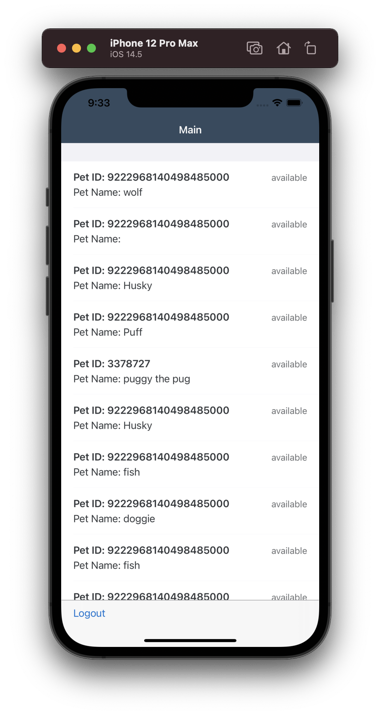 iPhone 12 Pro Max
iOS 14.5
9:33
Main
Pet ID: 9222968140498485000 available
Pet Name: wolf
Pet ID: 9222968140498485000 available
Pet Name:
Pet ID: 9222968140498485000 available
Pet Name: Husky
Pet ID: 9222968140498485000 available
Pet Name: Puff
Pet ID: 3378727 available
Pet Name: puggy the pug
Pet ID: 9222968140498485000 available
Pet Name: Husky
Pet ID: 9222968140498485000 available
Pet Name: fish
Pet ID: 9222968140498485000 available
Pet Name: doggie
Pet ID: 9222968140498485000 available
Pet Name: fish
Pet ID: 9222968140498485000 available
Logout